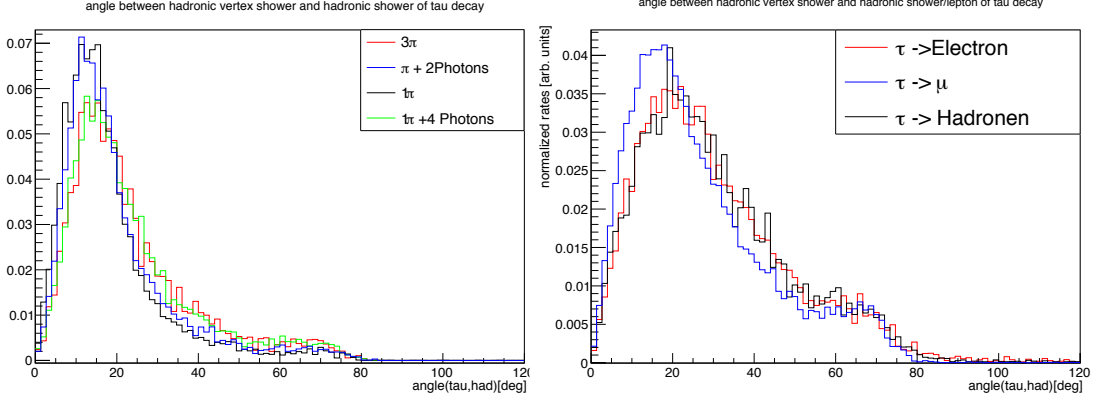 angle between hadronic vertex shower and hadronic shower of tau decay
0.07
0.06
0.05
0.04
0.03
0.02
0.01
0
3π
π + 2Photons
1π
1π +4 Photons
0 20 40 60 80 100 120
angle(tau,had)[deg]
angle between hadronic vertex shower and hadronic shower/lepton of tau decay
normalized rates [arb. units]
0.04
0.035
0.03
0.025
0.02
0.015
0.01
0.005
0
τ ->Electron
τ -> μ
τ -> Hadronen
0 20 40 60 80 100 120
angle(tau,had)[deg]